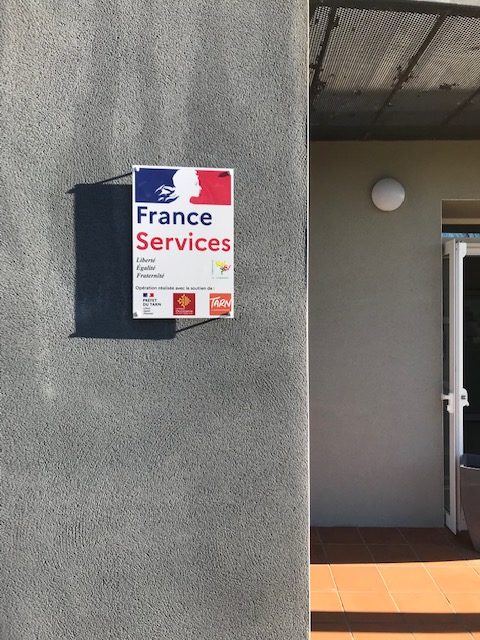 France
Services
Liberté
Égalité
Fraternité
Opération réalisée avec le soutien de :
PRÉFET
DU TARN
TARN